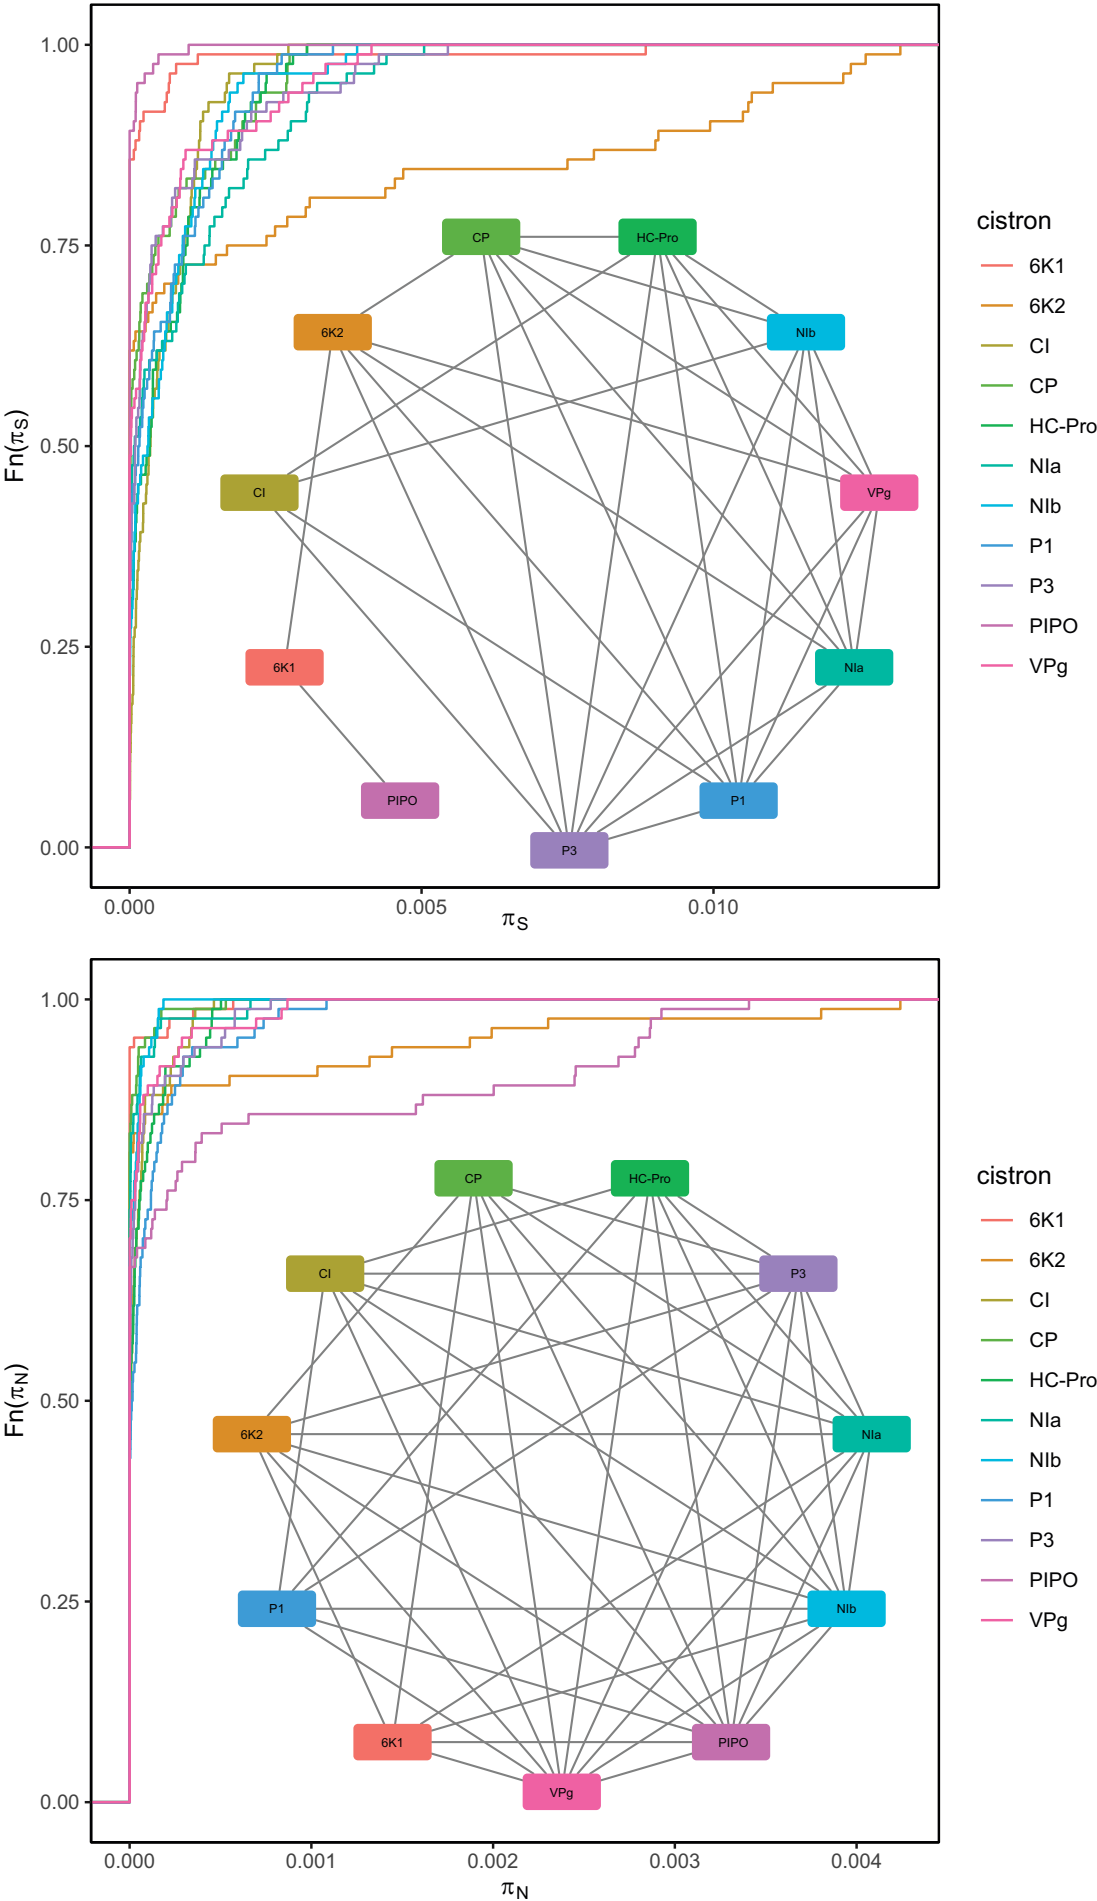 1.00
0.75
0.50
0.25
0.00
Fn(πS)
0.000 0.005 0.010
πS
CP HC-Pro
6K2 NIb
CI VPg
6K1 NIa
PIPO P1
P3
cistron
6K1
6K2
CI
CP
HC-Pro
NIa
NIb
P1
P3
PIPO
VPg
1.00
0.75
0.50
0.25
0.00
Fn(πN)
0.000 0.001 0.002 0.003 0.004
πN
CP HC-Pro
CI P3
6K2 NIa
P1 NIb
6K1 PIPO
VPg
cistron
6K1
6K2
CI
CP
HC-Pro
NIa
NIb
P1
P3
PIPO
VPg